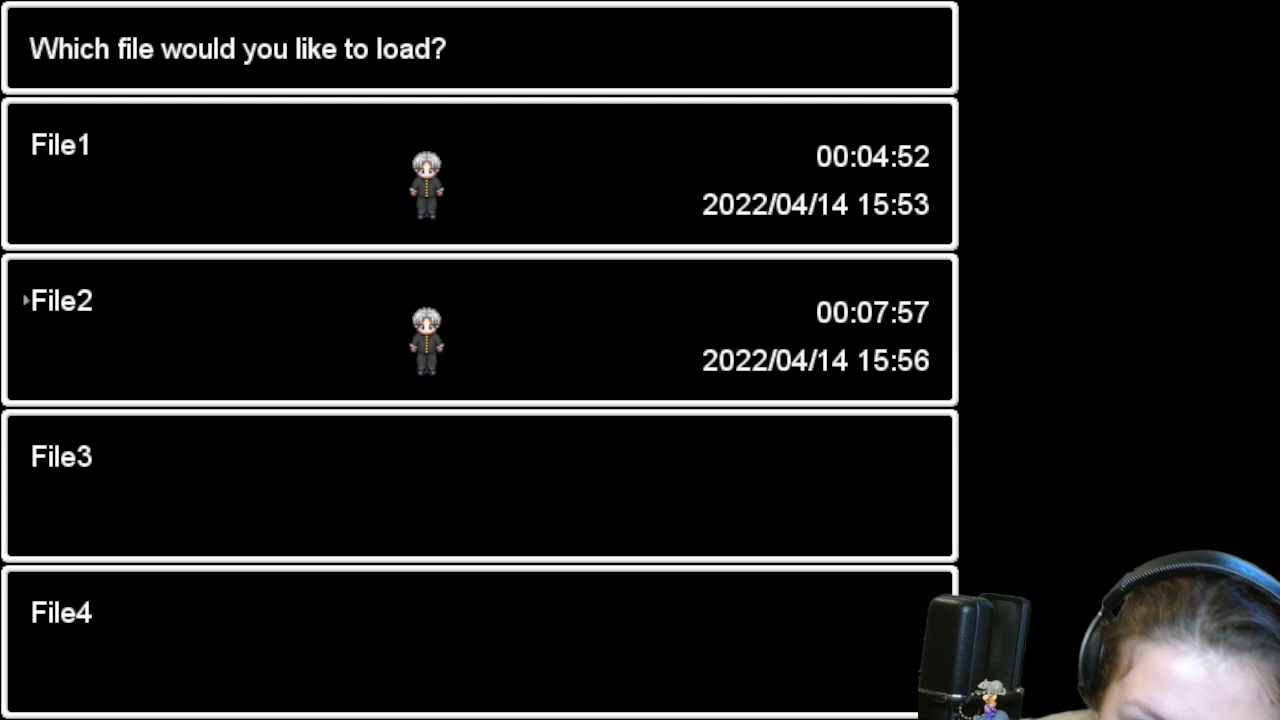 Which file would you like to load?
File1
00:04:52
2022/04/14 15:53
File2
00:07:57
2022/04/14 15:56
File3
File4